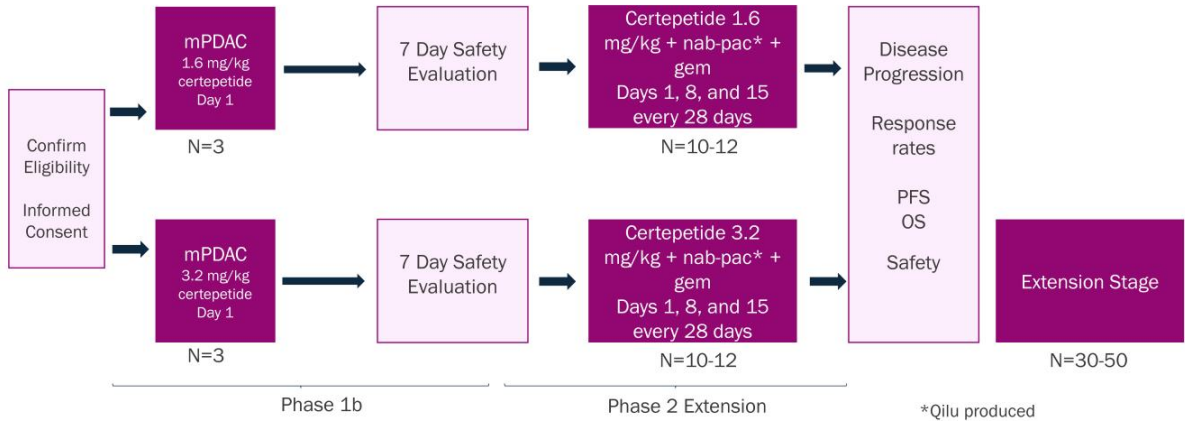 Confirm
Eligibility
Informed
Consent
mPDAC
1.6 mg/kg
certepetide
Day 1
N=3
7 Day Safety
Evaluation
Certepetide 1.6
mg/kg + nab-pac* +
gem
Days 1, 8, and 15
every 28 days
N=10-12
mPDAC
3.2 mg/kg
certepetide
Day 1
N=3
7 Day Safety
Evaluation
Certepetide 3.2
mg/kg + nab-pac* +
gem
Days 1, 8, and 15
every 28 days
N=10-12
Disease
Progression
Response
rates
PFS
OS
Safety
Extension Stage
N=30-50
Phase 1b
Phase 2 Extension
*Qilu produced